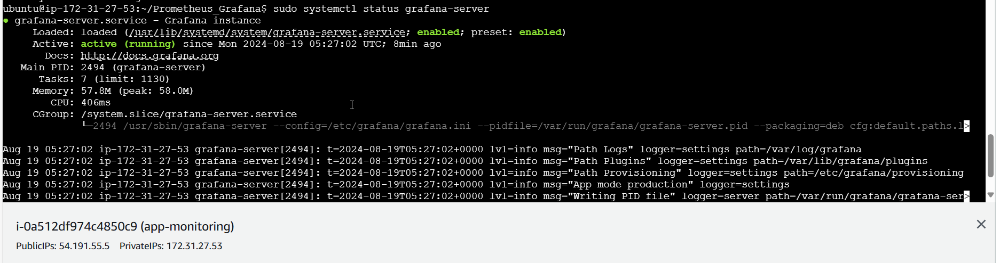 ubuntu@ip-172-31-27-53:~/Prometheus_Grafana$ sudo systemctl status grafana-server
● grafana-server.service - Grafana instance
Loaded: loaded (/usr/lib/systemd/system/grafana-server.service; enabled; preset: enabled)
Active: active (running) since Mon 2024-08-19 05:27:02 UTC; 8min ago
Docs: http://docs.grafana.org
Main PID: 2494 (grafana-server)
Tasks: 7 (limit: 1130)
Memory: 57.8M (peak: 58.0M)
CPU: 406ms
CGroup: /system.slice/grafana-server.service
└─2494 /usr/sbin/grafana-server --config=/etc/grafana/grafana.ini --pidfile=/var/run/grafana/grafana-server.pid --packaging=deb cfg:default.paths.l>
Aug 19 05:27:02 ip-172-31-27-53 grafana-server[2494]: t=2024-08-19T05:27:02+0000 lvl=info msg="Path Logs" logger=settings path=/var/log/grafana
Aug 19 05:27:02 ip-172-31-27-53 grafana-server[2494]: t=2024-08-19T05:27:02+0000 lvl=info msg="Path Plugins" logger=settings path=/var/lib/grafana/plugins
Aug 19 05:27:02 ip-172-31-27-53 grafana-server[2494]: t=2024-08-19T05:27:02+0000 lvl=info msg="Path Provisioning" logger=settings path=/etc/grafana/provisioning
Aug 19 05:27:02 ip-172-31-27-53 grafana-server[2494]: t=2024-08-19T05:27:02+0000 lvl=info msg="App mode production" logger=settings
Aug 19 05:27:02 ip-172-31-27-53 grafana-server[2494]: t=2024-08-19T05:27:02+0000 lvl=info msg="Writing PID file" logger=server path=/var/run/grafana/grafana-ser>
i-0a512df974c4850c9 (app-monitoring)
PublicIPs: 54.191.55.5 PrivateIPs: 172.31.27.53